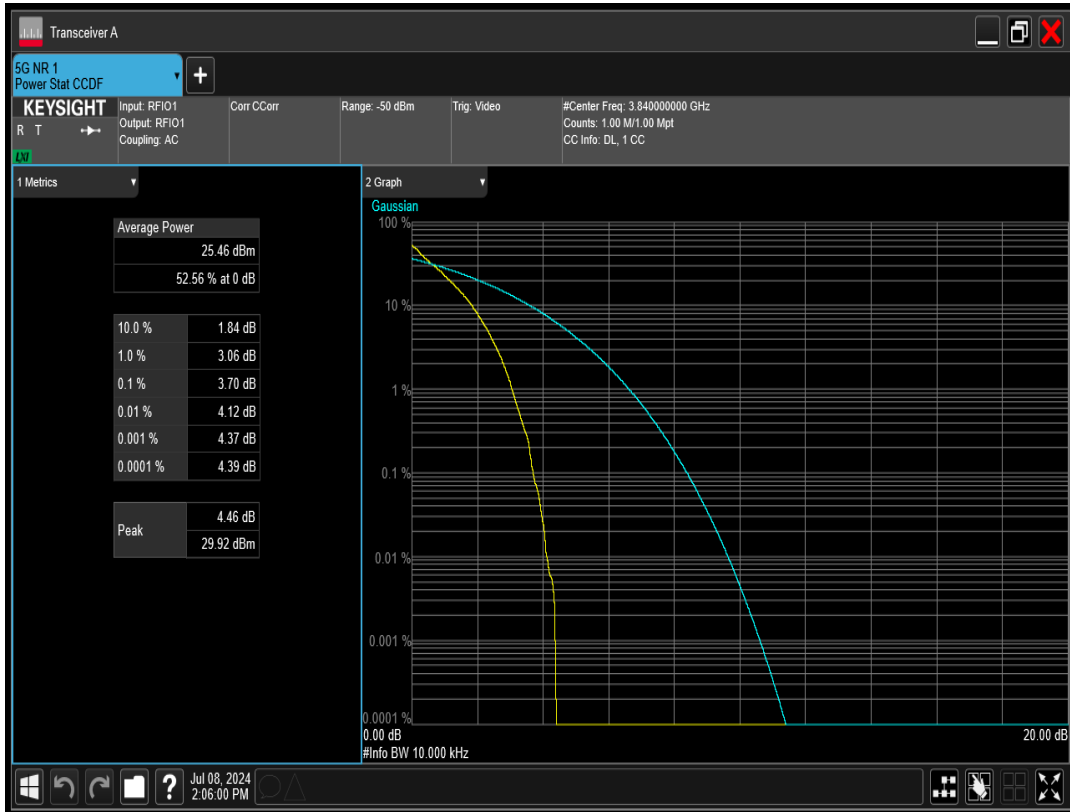 Transceiver A
5G NR 1
Power Stat CCDF
+
KEYSIGHT
R T
LXI
Input: RFIO1
Output: RFIO1
Coupling: AC
Corr CCorr
Range: -50 dBm
Trig: Video
#Center Freq: 3.840000000 GHz
Counts: 1.00 M/1.00 Mpt
CC Info: DL, 1 CC
1 Metrics
Average Power
25.46 dBm
52.56 % at 0 dB
10.0 % 1.84 dB
1.0 % 3.06 dB
0.1 % 3.70 dB
0.01 % 4.12 dB
0.001 % 4.37 dB
0.0001 % 4.39 dB
Peak
4.46 dB
29.92 dBm
2 Graph
Gaussian
100 %
10 %
1 %
0.1 %
0.01 %
0.001 %
0.0001 %
0.00 dB 20.00 dB
#Info BW 10.000 kHz
?
Jul 08, 2024
2:06:00 PM